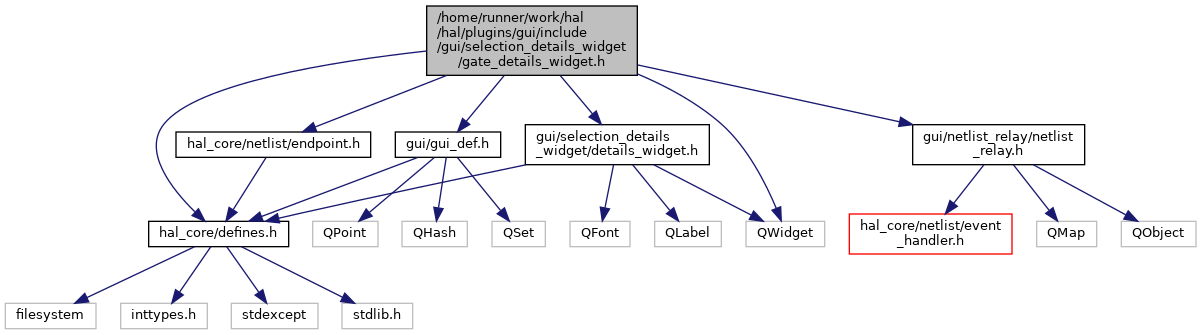 /home/runner/work/hal
/hal/plugins/gui/include
/gui/selection_details_widget
/gate_details_widget.h
hal_core/netlist/endpoint.h
gui/gui_def.h
gui/selection_details
_widget/details_widget.h
gui/netlist_relay/netlist
_relay.h
hal_core/defines.h
QPoint
QHash
QSet
QFont
QLabel
QWidget
hal_core/netlist/event
_handler.h
QMap
QObject
filesystem
inttypes.h
stdexcept
stdlib.h